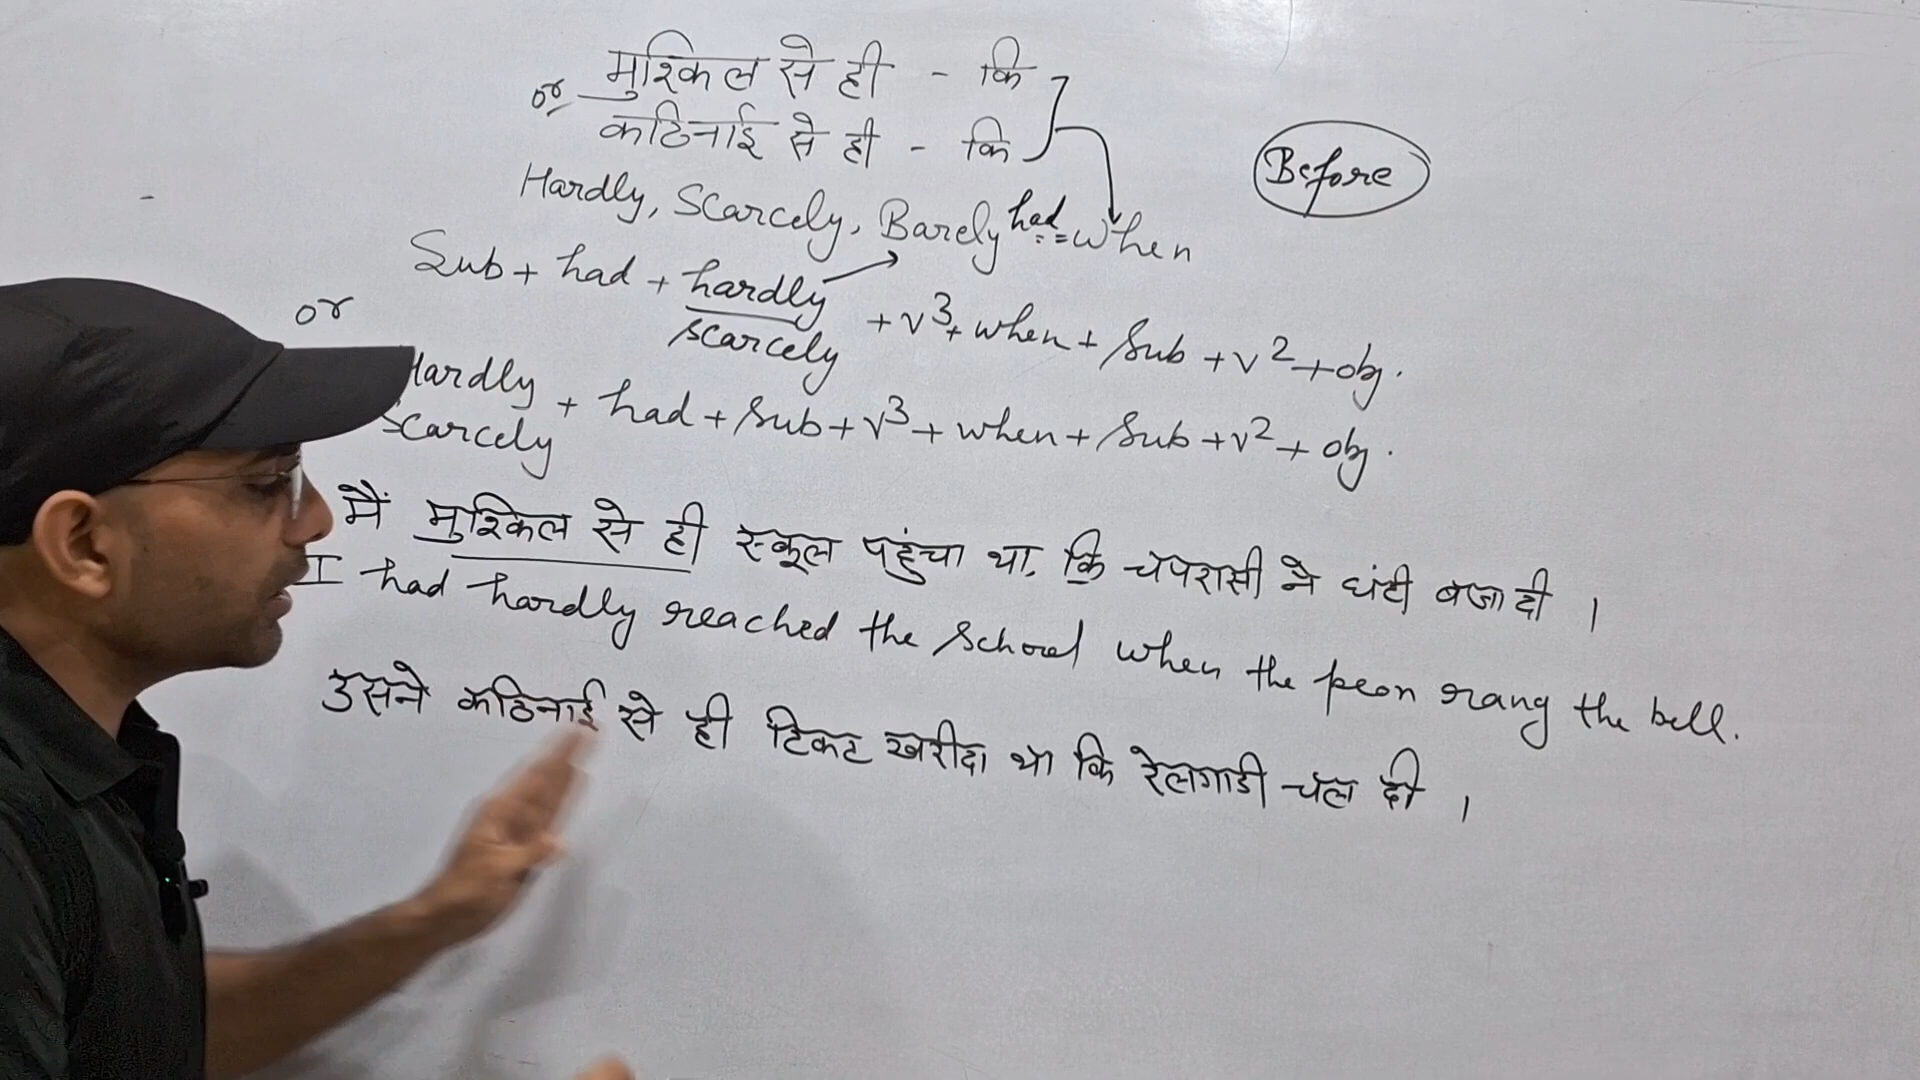 मुश्किल से ही - कि
or कठिनाई से ही - कि
Before
Hardly, Scarcely, Barely had == when
Sub + had + hardly / scarcely + v3 + when + Sub + v2 + obj.
or
Hardly / Scarcely + had + Sub + v3 + when + Sub + v2 + obj.
मैं मुश्किल से ही स्कूल पहुंचा था, कि चपरासी ने घंटी बजा दी ।
I had hardly reached the School when the peon rang the bell.
उसने कठिनाई से ही टिकट खरीदा था कि रेलगाडी चल दी ।